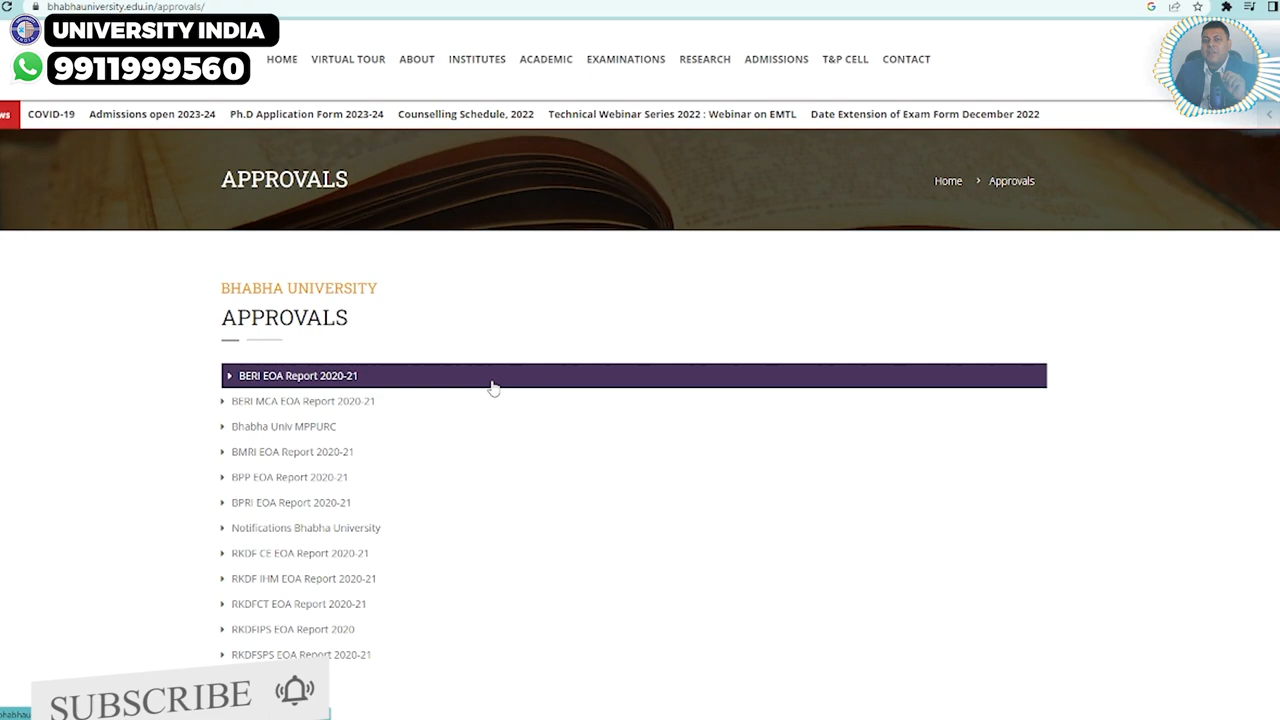 bhabhauniversity.edu.in/approvals/
UNIVERSITY INDIA
9911999560
HOME VIRTUAL TOUR ABOUT INSTITUTES ACADEMIC EXAMINATIONS RESEARCH ADMISSIONS T&P CELL CONTACT
COVID-19 Admissions open 2023-24 Ph.D Application Form 2023-24 Counselling Schedule, 2022 Technical Webinar Series 2022 : Webinar on EMTL Date Extension of Exam Form December 2022
APPROVALS
Home > Approvals
BHABHA UNIVERSITY
APPROVALS
BERI EOA Report 2020-21
BERI MCA EOA Report 2020-21
Bhabha Univ MPPURC
BMRI EOA Report 2020-21
BPP EOA Report 2020-21
BPRI EOA Report 2020-21
Notifications Bhabha University
RKDF CE EOA Report 2020-21
RKDF IHM EOA Report 2020-21
RKDFCT EOA Report 2020-21
RKDFIPS EOA Report 2020
RKDFSPS EOA Report 2020-21
SUBSCRIBE